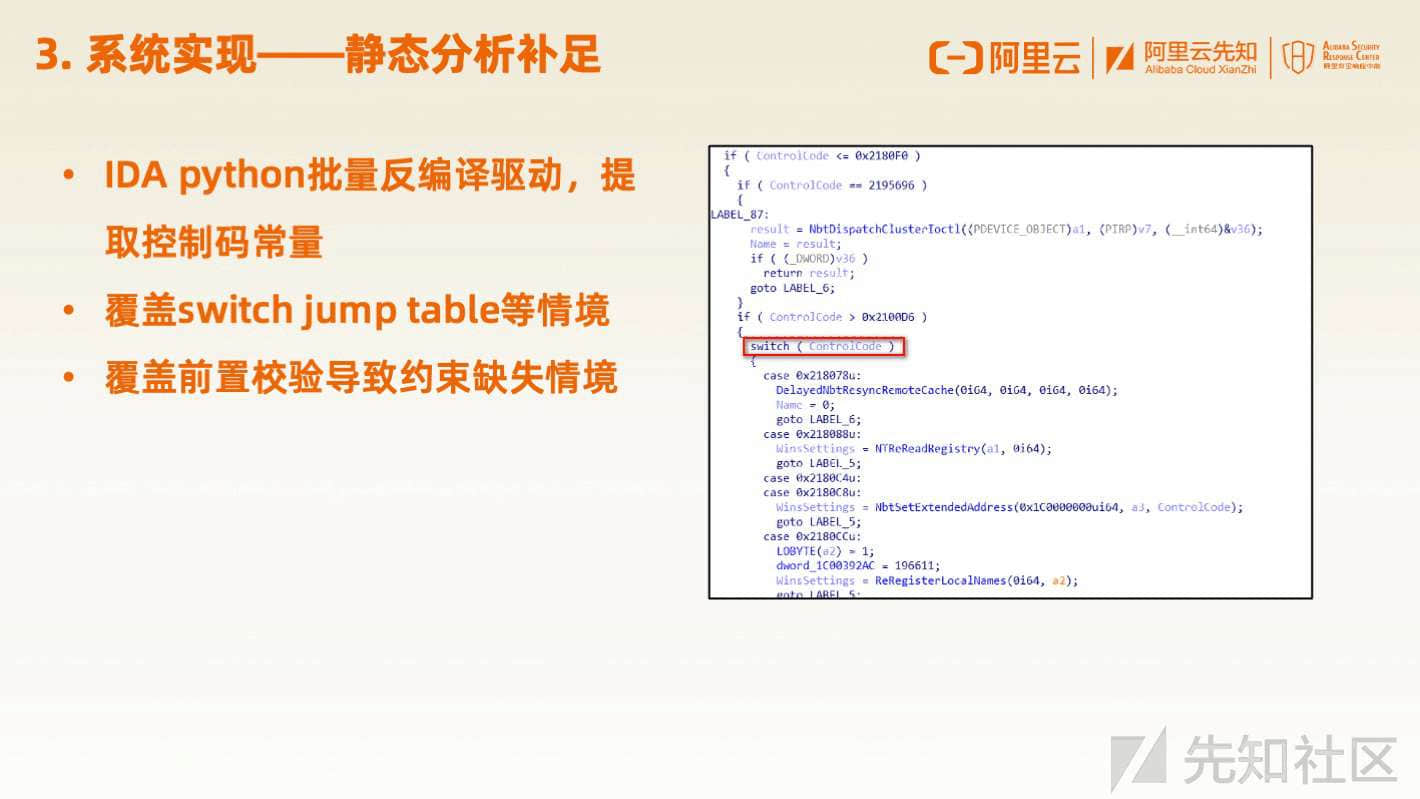 3. 系统实现——静态分析补足
阿里云
阿里云先知
Alibaba Cloud XianZhi
ALIBABA SECURITY
RESPONSE CENTER
• IDA python批量反编译驱动，提
取控制码常量
• 覆盖switch jump table等情境
• 覆盖前置校验导致约束缺失情境
if ( ControlCode <= 0x2180F0 )
{
if ( ControlCode == 2195696 )
{
LABEL_87:
result = NbtDispatchClusterIoctl((PDEVICE_OBJECT)a1, (PIRP)v7, (__int64)&v36);
Name = result;
if ( (_DWORD)v36 )
return result;
goto LABEL_6;
}
if ( ControlCode > 0x2100D6 )
{
switch ( ControlCode )
{
case 0x218078u:
DelayedNbtResyncRemoteCache(0i64, 0i64, 0i64, 0i64);
Name = 0;
goto LABEL_6;
case 0x218088u:
WinsSettings = NTReReadRegistry(a1, 0i64);
goto LABEL_5;
case 0x2180C4u:
case 0x2180C8u:
WinsSettings = NbtSetExtendedAddress(0x1C0000000ui64, a3, ControlCode);
goto LABEL_5;
case 0x2180CCu:
LOBYTE(a2) = 1;
dword_1C00392AC = 196611;
WinsSettings = ReRegisterLocalNames(0i64, a2);
goto LABEL_5;
先知社区